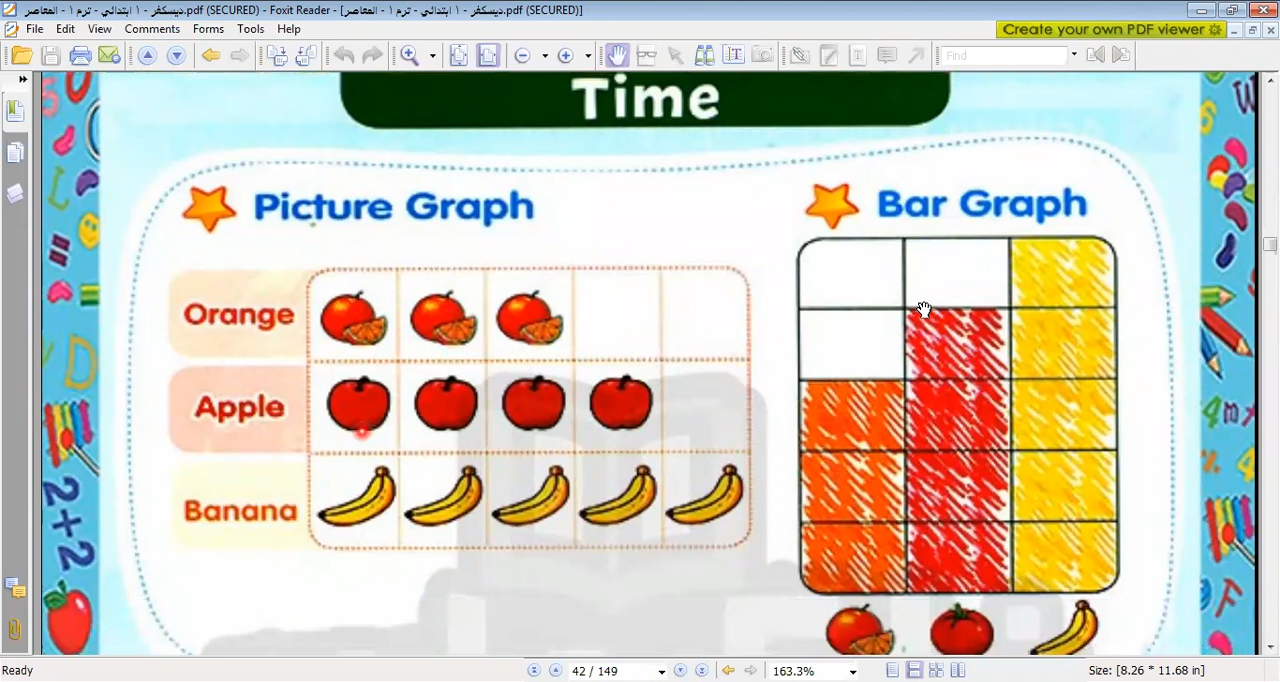 ديسكفر - ١ ابتدائي - ترم ١ - المعاصر.pdf (SECURED) - Foxit Reader - [ديسكفر - ١ ابتدائي - ترم ١ - المعاصر.pdf (SECURED)]
File Edit View Comments Forms Tools Help
Create your own PDF viewer
Find
Time
Picture Graph
Bar Graph
Orange
Apple
Banana
2+2
Ready
42 / 149
163.3%
Size: [8.26 * 11.68 in]